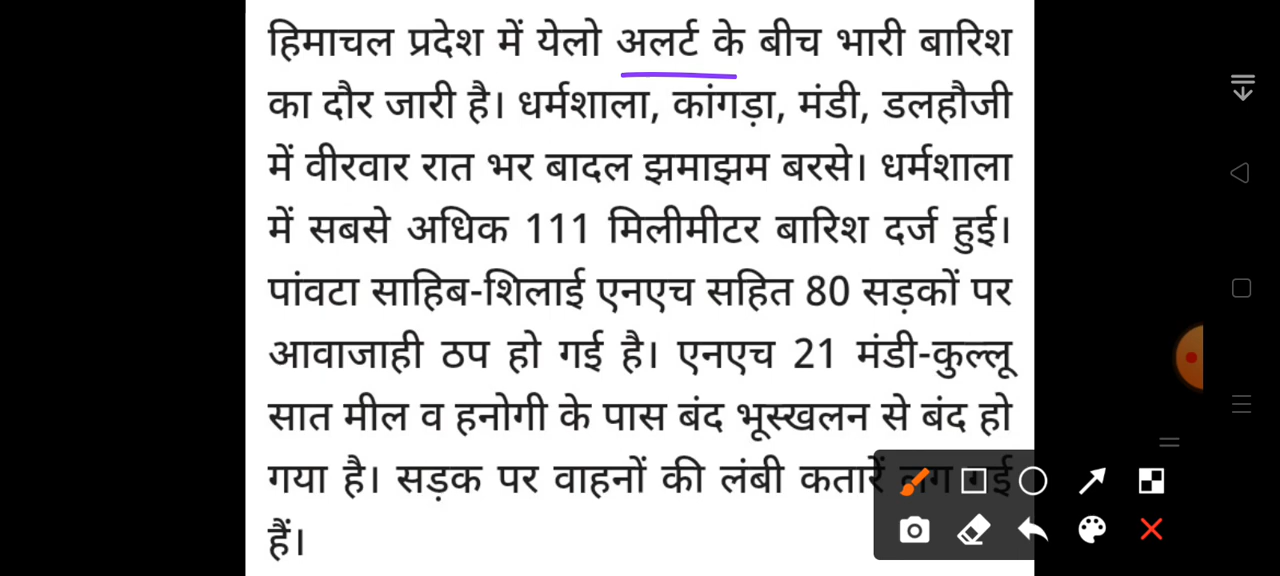 हिमाचल प्रदेश में येलो अलर्ट के बीच भारी बारिश
का दौर जारी है। धर्मशाला, कांगड़ा, मंडी, डलहौजी
में वीरवार रात भर बादल झमाझम बरसे। धर्मशाला
में सबसे अधिक 111 मिलीमीटर बारिश दर्ज हुई।
पांवटा साहिब-शिलाई एनएच सहित 80 सड़कों पर
आवाजाही ठप हो गई है। एनएच 21 मंडी-कुल्लू
सात मील व हनोगी के पास बंद भूस्खलन से बंद हो
गया है। सड़क पर वाहनों की लंबी कतारें लग गई
हैं।